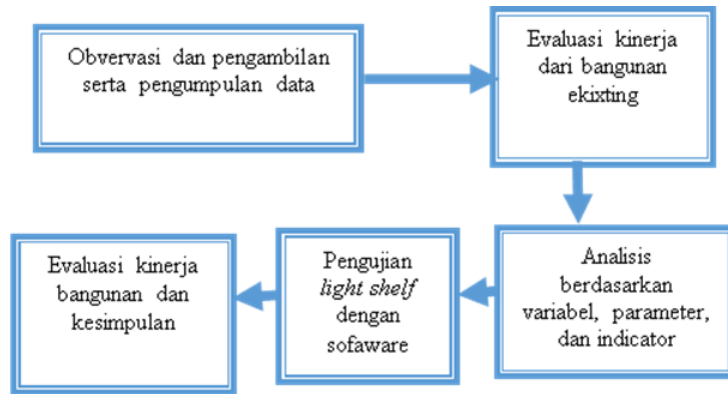 Obvervasi dan pengambilan
serta pengumpulan data
Evaluasi kinerja
dari bangunan
ekixting
Analisis
berdasarkan
variabel, parameter,
dan indicator
Pengujian
light shelf
dengan
sofaware
Evaluasi kinerja
bangunan dan
kesimpulan